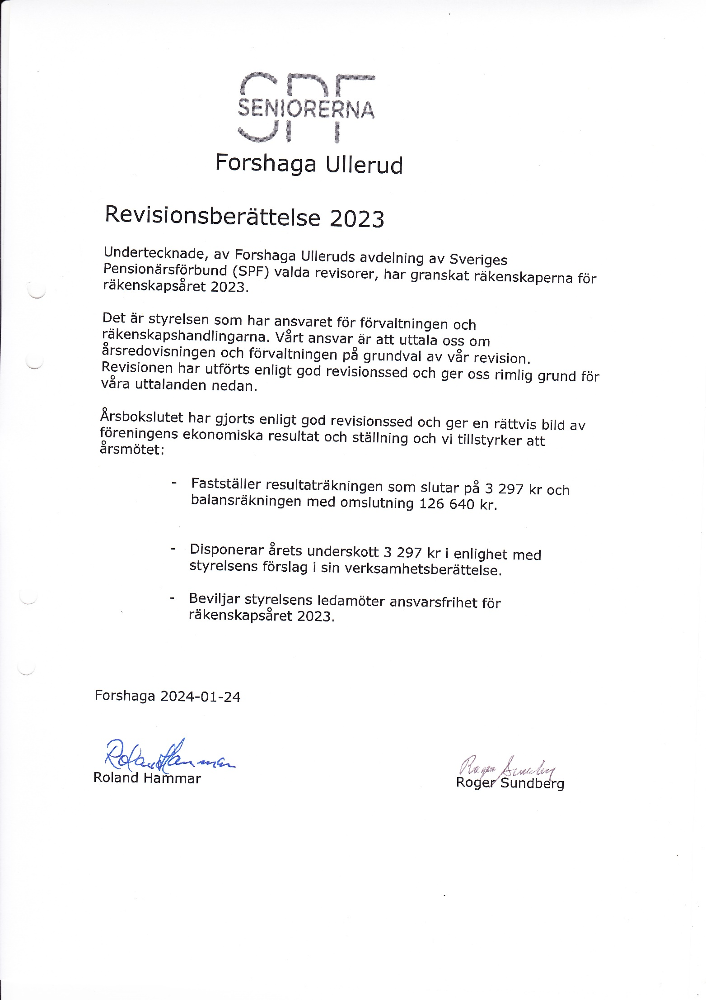 SPF
SENIORERNA
Forshaga Ullerud
Revisionsberättelse 2023
Undertecknade, av Forshaga Ulleruds avdelning av Sveriges
Pensionärsförbund (SPF) valda revisorer, har granskat räkenskaperna för
räkenskapsåret 2023.
Det är styrelsen som har ansvaret för förvaltningen och
räkenskapshandlingarna. Vårt ansvar är att uttala oss om
årsredovisningen och förvaltningen på grundval av vår revision.
Revisionen har utförts enligt god revisionssed och ger oss rimlig grund för
våra uttalanden nedan.
Årsbokslutet har gjorts enligt god revisionssed och ger en rättvis bild av
föreningens ekonomiska resultat och ställning och vi tillstyrker att
årsmötet:
- Fastställer resultaträkningen som slutar på 3 297 kr och
balansräkningen med omslutning 126 640 kr.
- Disponerar årets underskott 3 297 kr i enlighet med
styrelsens förslag i sin verksamhetsberättelse.
- Beviljar styrelsens ledamöter ansvarsfrihet för
räkenskapsåret 2023.
Forshaga 2024-01-24
Roland Hammar
Roger Sundberg
Roland Hammar
Roger Sundberg